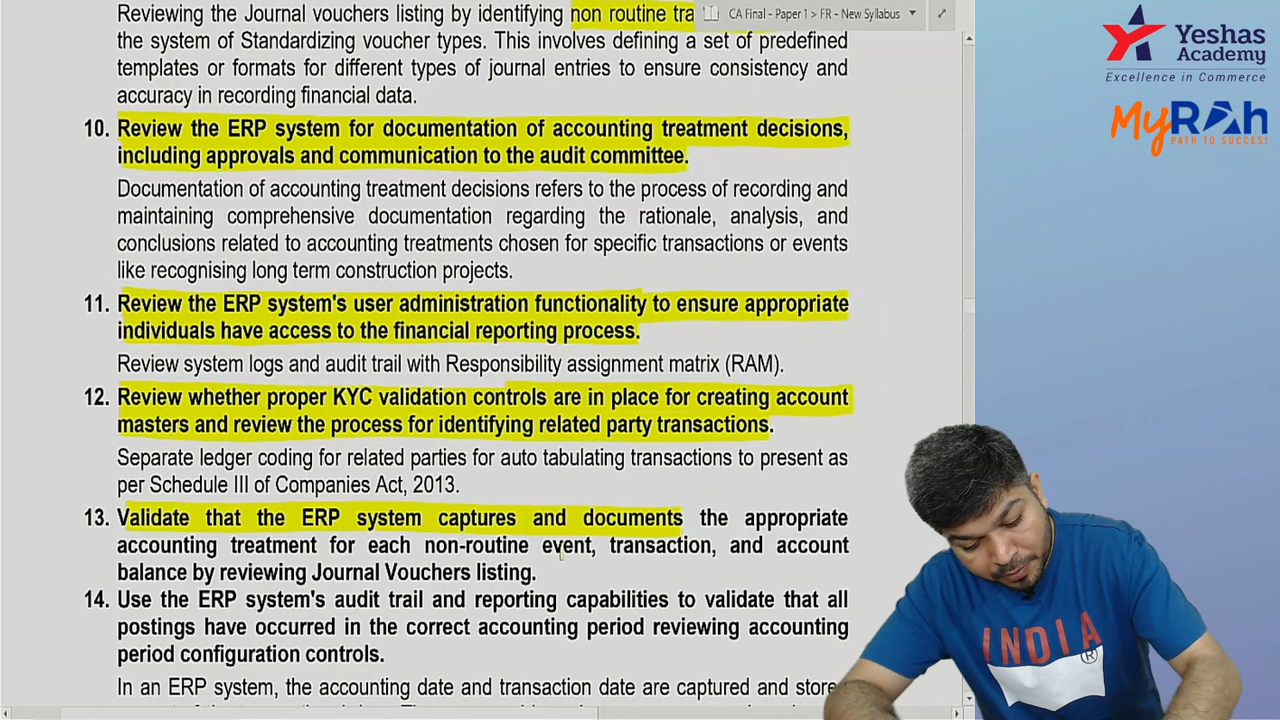 Reviewing the Journal vouchers listing by identifying non routine tra
CA Final - Paper 1 > FR - New Syllabus
the system of Standardizing voucher types. This involves defining a set of predefined
templates or formats for different types of journal entries to ensure consistency and
accuracy in recording financial data.
10. Review the ERP system for documentation of accounting treatment decisions,
including approvals and communication to the audit committee.
Documentation of accounting treatment decisions refers to the process of recording and
maintaining comprehensive documentation regarding the rationale, analysis, and
conclusions related to accounting treatments chosen for specific transactions or events
like recognising long term construction projects.
11. Review the ERP system's user administration functionality to ensure appropriate
individuals have access to the financial reporting process.
Review system logs and audit trail with Responsibility assignment matrix (RAM).
12. Review whether proper KYC validation controls are in place for creating account
masters and review the process for identifying related party transactions.
Separate ledger coding for related parties for auto tabulating transactions to present as
per Schedule III of Companies Act, 2013.
13. Validate that the ERP system captures and documents the appropriate
accounting treatment for each non-routine event, transaction, and account
balance by reviewing Journal Vouchers listing.
14. Use the ERP system's audit trail and reporting capabilities to validate that all
postings have occurred in the correct accounting period reviewing accounting
period configuration controls.
In an ERP system, the accounting date and transaction date are captured and store
Yeshas
Academy
Excellence in Commerce
MyRAh
PATH TO SUCCESS
INDIA
®